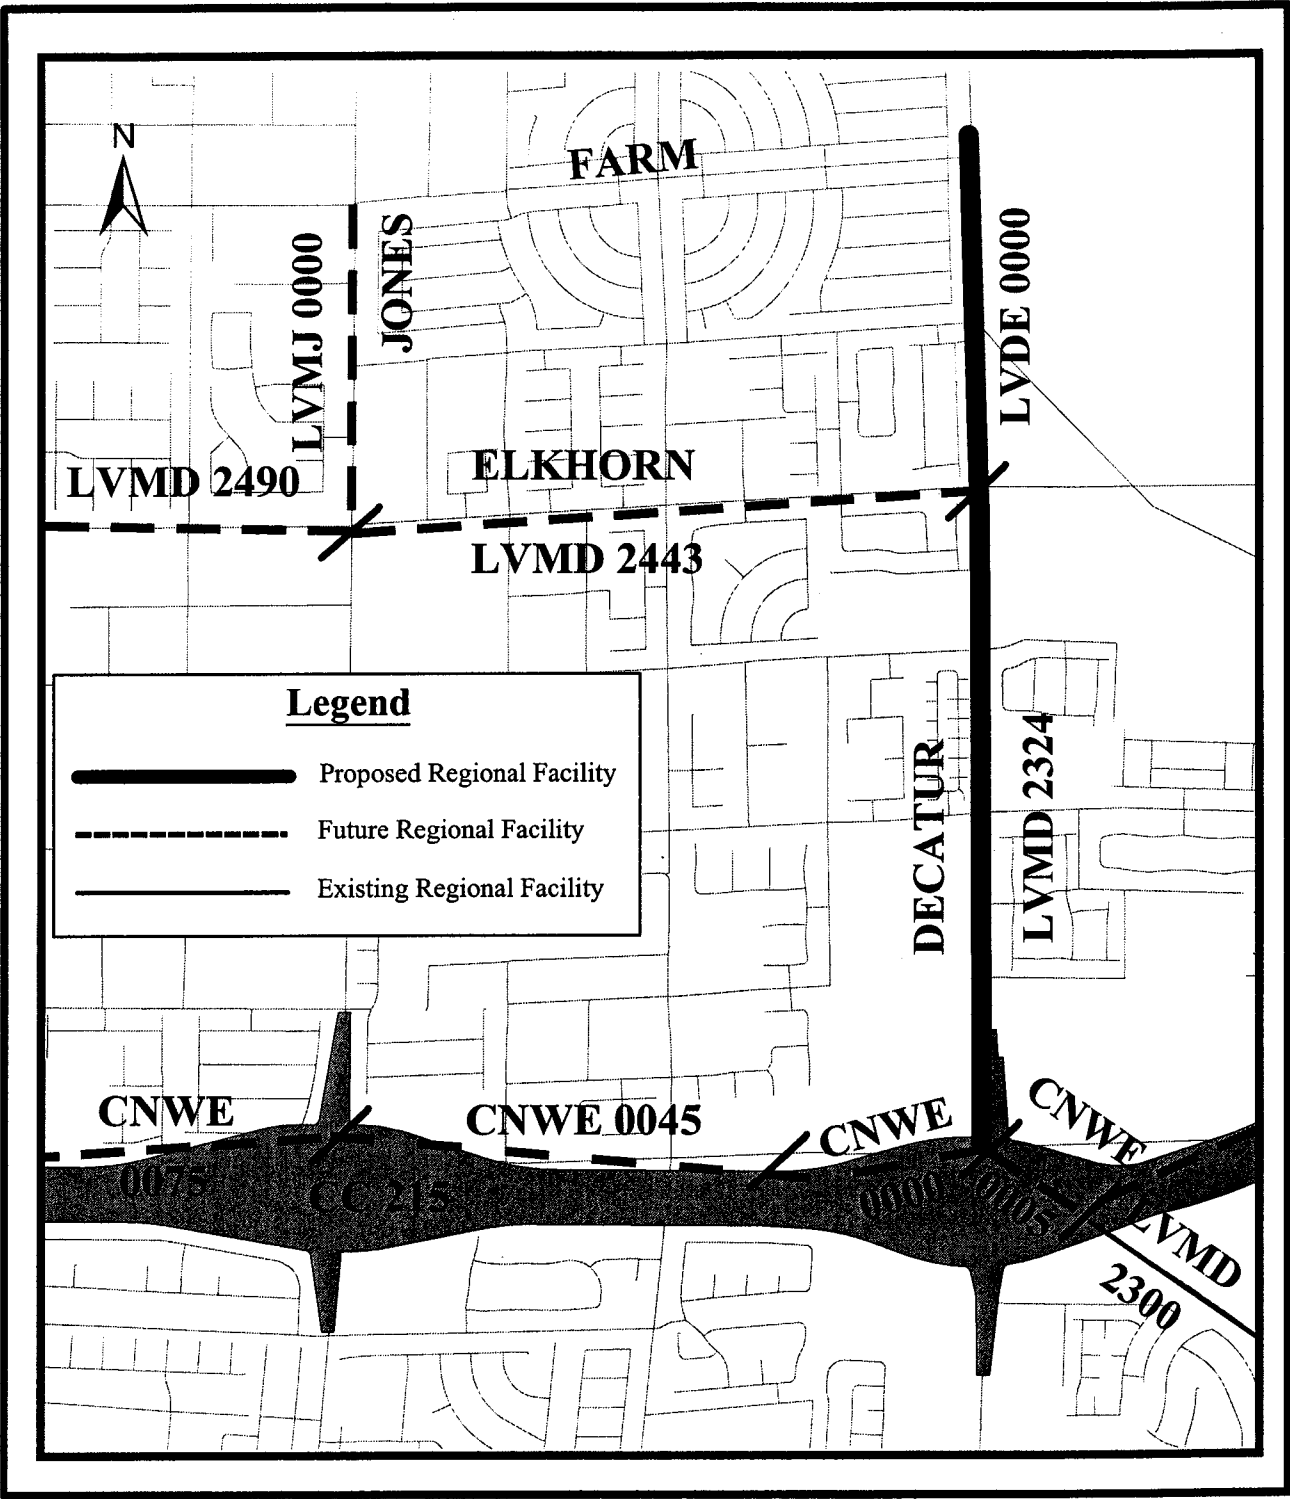 N
FARM
JONES
LVMJ 0000
LVDE 0000
LVMD 2490
ELKHORN
LVMD 2443
Legend
Proposed Regional Facility
Future Regional Facility
Existing Regional Facility
DECATUR
LVMD 2324
CNWE
0075
CC 215
CNWE 0045
CNWE
0000
CNWE
0005
LVMD
2300